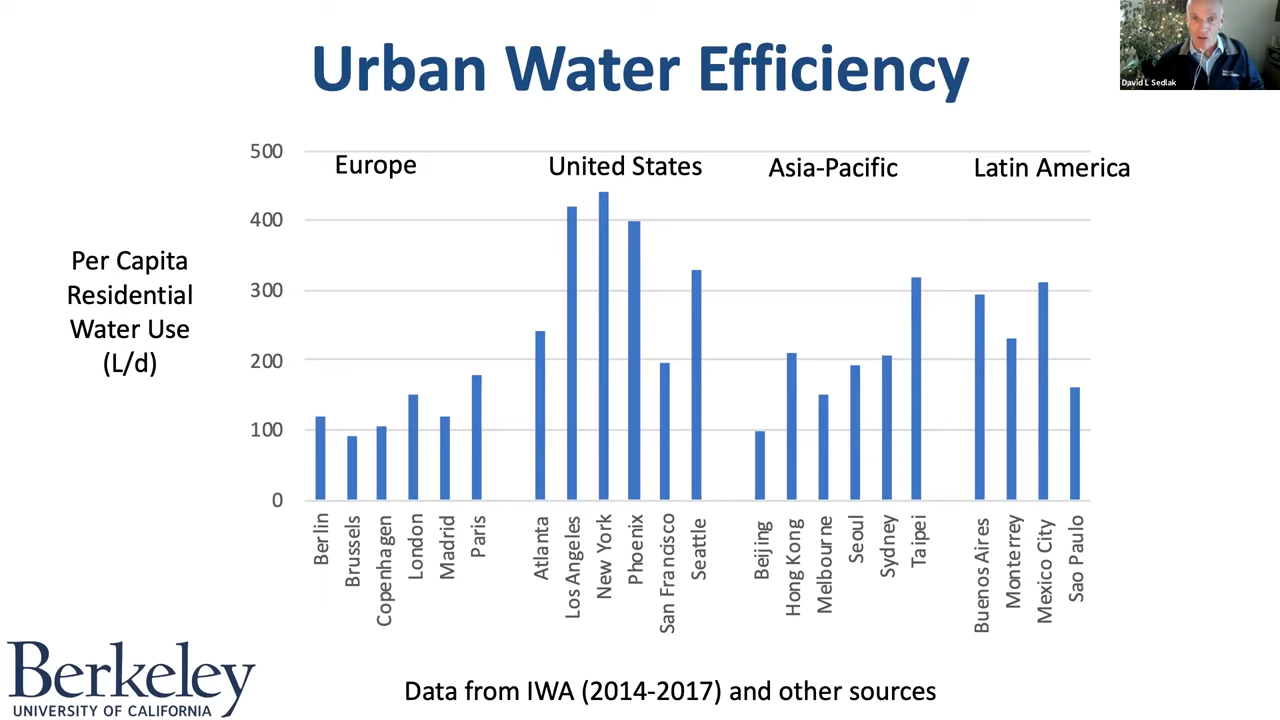 Urban Water Efficiency
David L Sedlak
500
400
300
200
100
0
Per Capita
Residential
Water Use
(L/d)
Europe
United States
Asia-Pacific
Latin America
Berlin
Brussels
Copenhagen
London
Madrid
Paris
Atlanta
Los Angeles
New York
Phoenix
San Francisco
Seattle
Beijing
Hong Kong
Melbourne
Seoul
Sydney
Taipei
Buenos Aires
Monterrey
Mexico City
Sao Paulo
Berkeley
UNIVERSITY OF CALIFORNIA
Data from IWA (2014-2017) and other sources